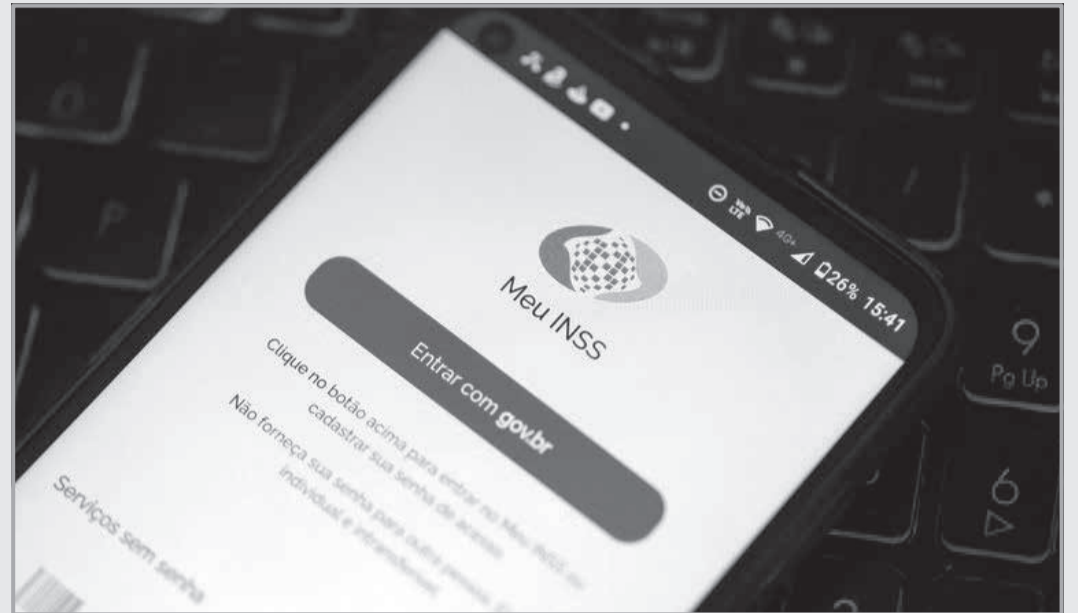 VoLTE 4G+ 26% 15:41
Meu INSS
Entrar com gov.br
Clique no botão acima para entrar no Meu INSS ou
cadastrar sua senha de acesso.
Não forneça sua senha para outra pessoa,
individual e intransferível.
Serviços sem senha
9
Pg Up
6
P